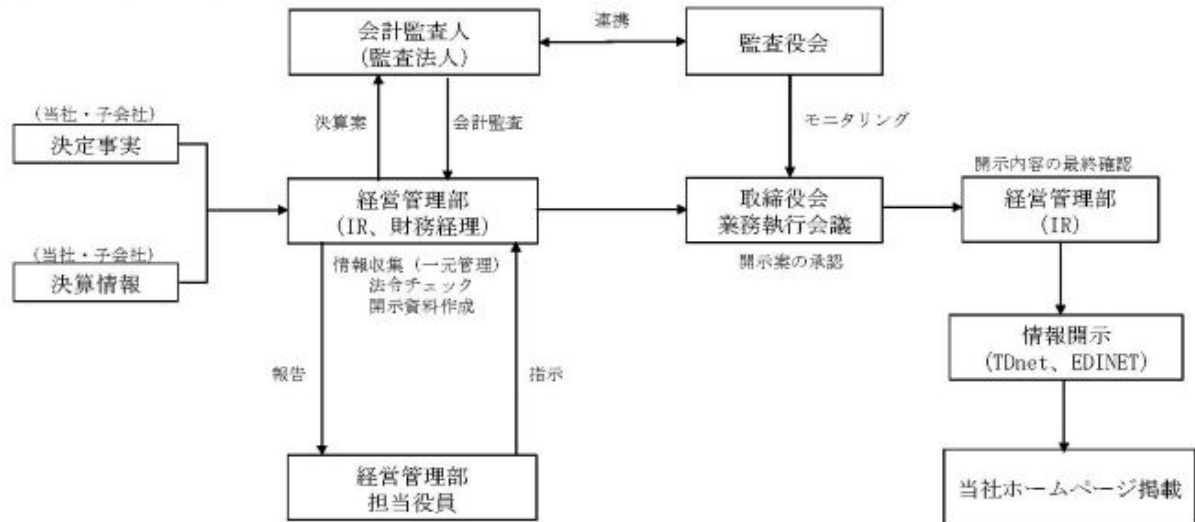 会計監査人
(監査法人)
連携
監査役会
決算案
会計監査
モニタリング
(当社・子会社)
決定事実
(当社・子会社)
決算情報
経営管理部
(IR、財務経理)
情報収集(一元管理)
法令チェック
開示資料作成
取締役会
業務執行会議
開示案の承認
開示内容の最終確認
経営管理部
(IR)
情報開示
(TDnet、EDINET)
当社ホームページ掲載
報告
指示
経営管理部
担当役員